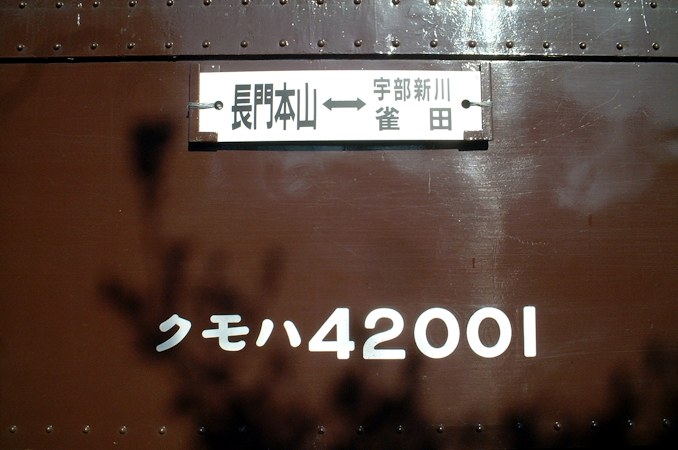 長門本山 ↔ 宇部新川
雀田
クモハ42001